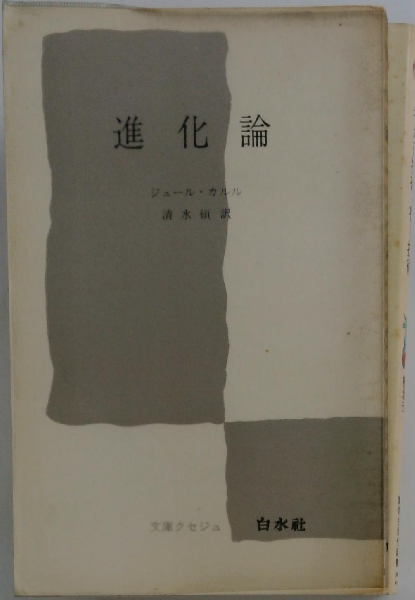 進化論
ジュール・カルル
清水碩訳
文庫クセジュ 白水社